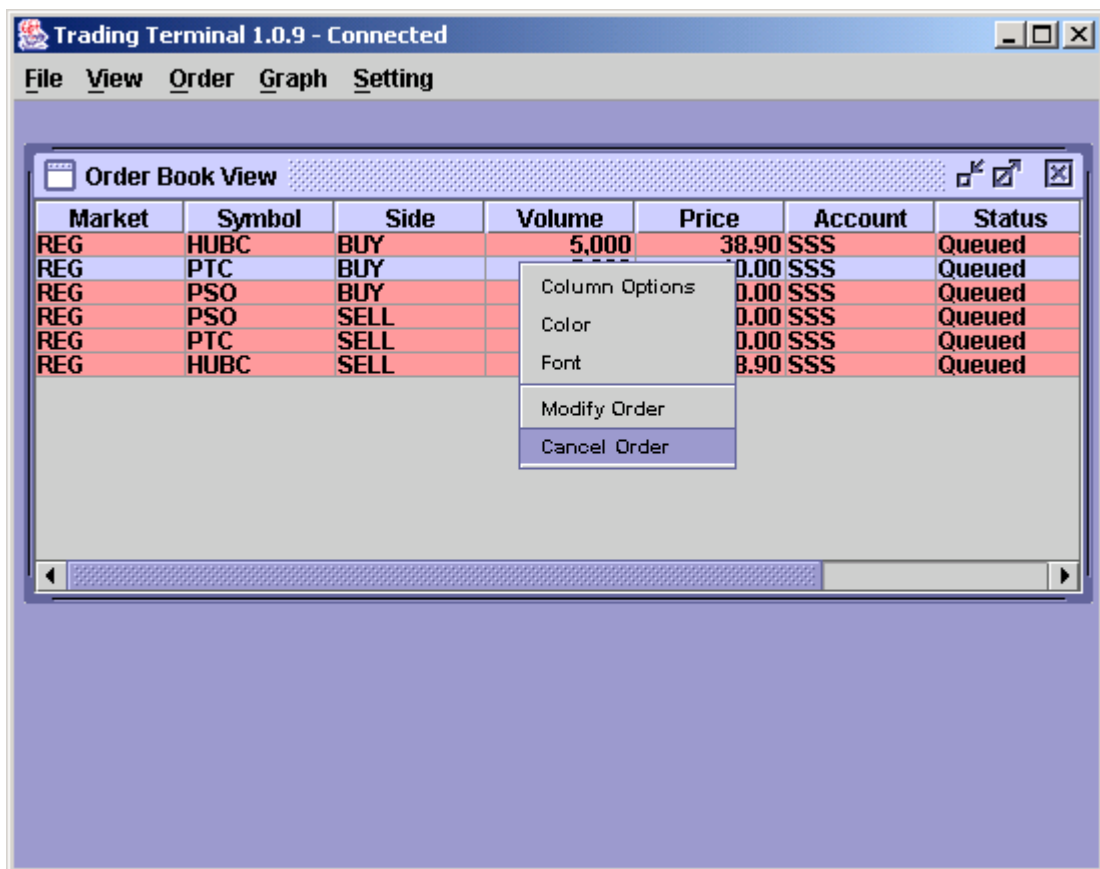 Trading Terminal 1.0.9 - Connected
File View Order Graph Setting
Order Book View
Market Symbol Side Volume Price Account Status
REG HUBC BUY 5,000 38.90 SSS Queued
REG PTC BUY SSS Queued
REG PSO BUY SSS Queued
REG PSO SELL SSS Queued
REG PTC SELL SSS Queued
REG HUBC SELL SSS Queued
Column Options
Color
Font
Modify Order
Cancel Order